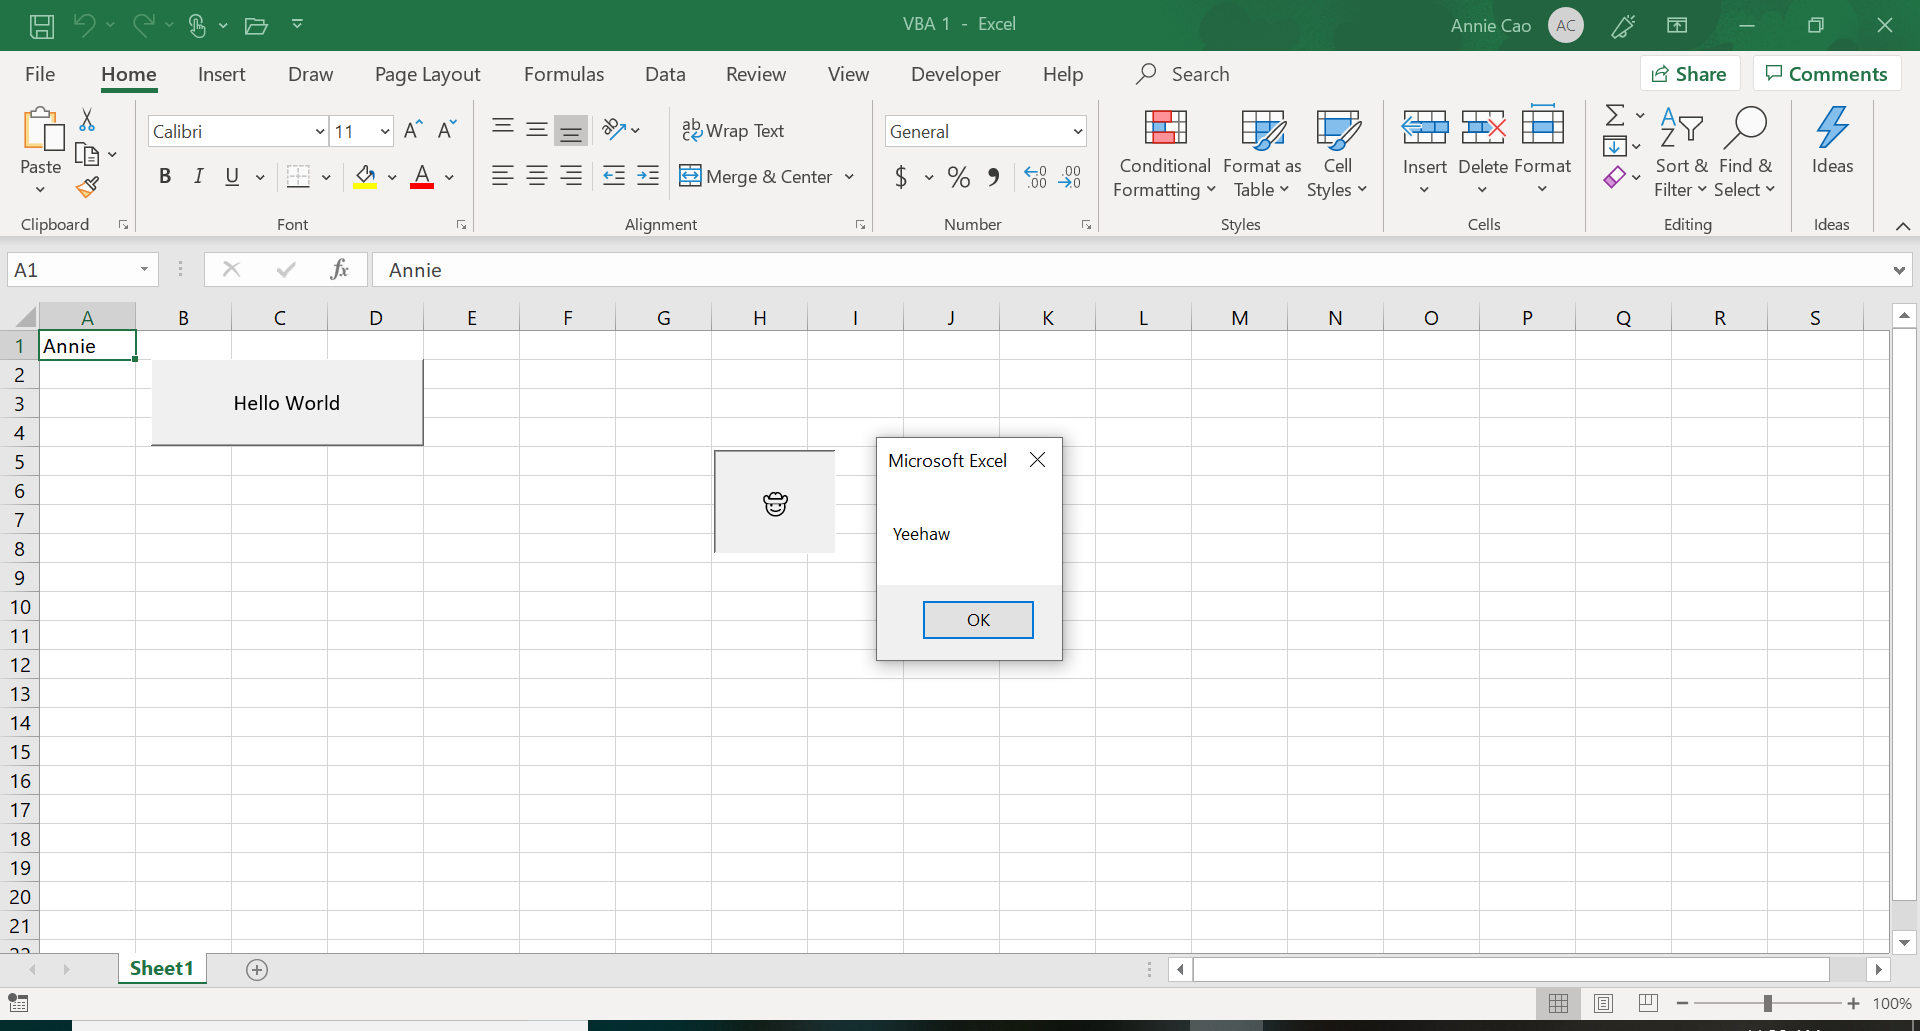 VBA 1 - Excel
Annie Cao AC
File Home Insert Draw Page Layout Formulas Data Review View Developer Help Search Share Comments
Calibri 11
ab Wrap Text
General
Paste
B I U A
Merge & Center
$ % ,
Conditional Formatting
Format as Table
Cell Styles
Insert Delete Format
Sort & Filter
Find & Select
Ideas
Clipboard Font Alignment Number Styles Cells Editing Ideas
A1 fx Annie
A B C D E F G H I J K L M N O P Q R S
1 Annie
2
3 Hello World
4
5
6
7
8
9
10
11
12
13
14
15
16
17
18
19
20
21
Microsoft Excel
Yeehaw
OK
Sheet1
100%